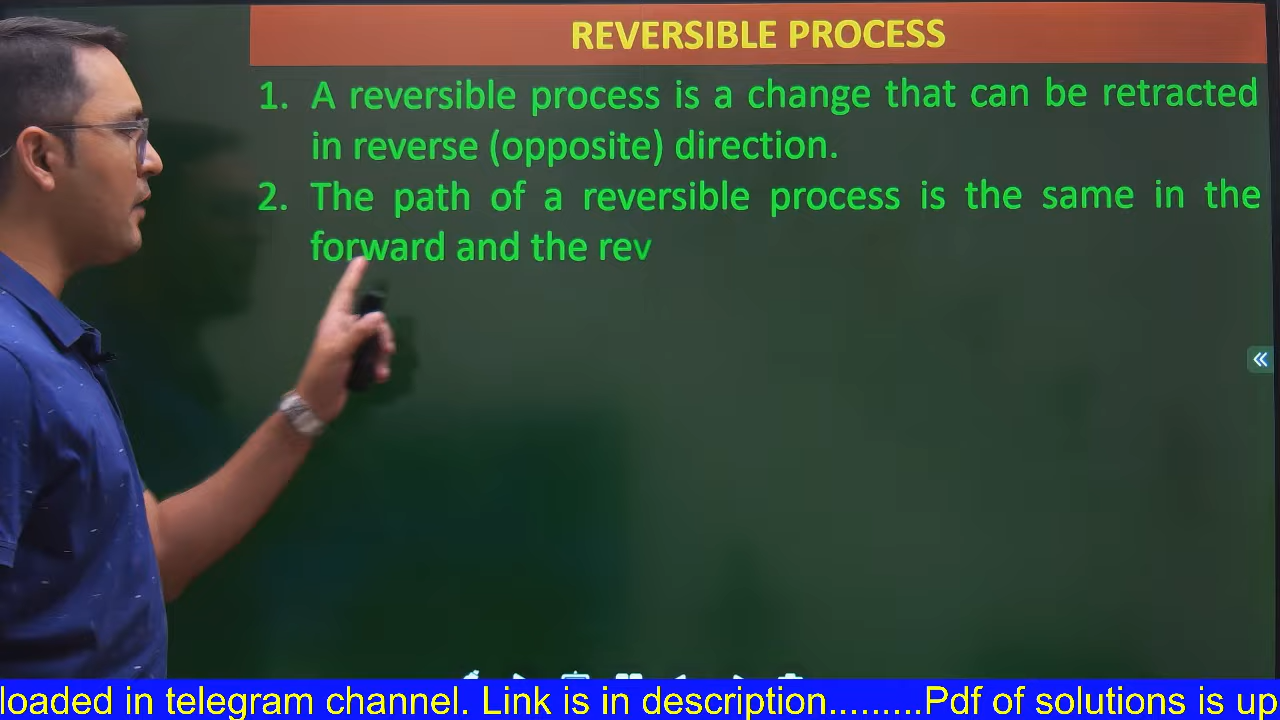 REVERSIBLE PROCESS
1. A reversible process is a change that can be retracted
in reverse (opposite) direction.
2. The path of a reversible process is the same in the
forward and the rev
loaded in telegram channel. Link is in description.........Pdf of solutions is up